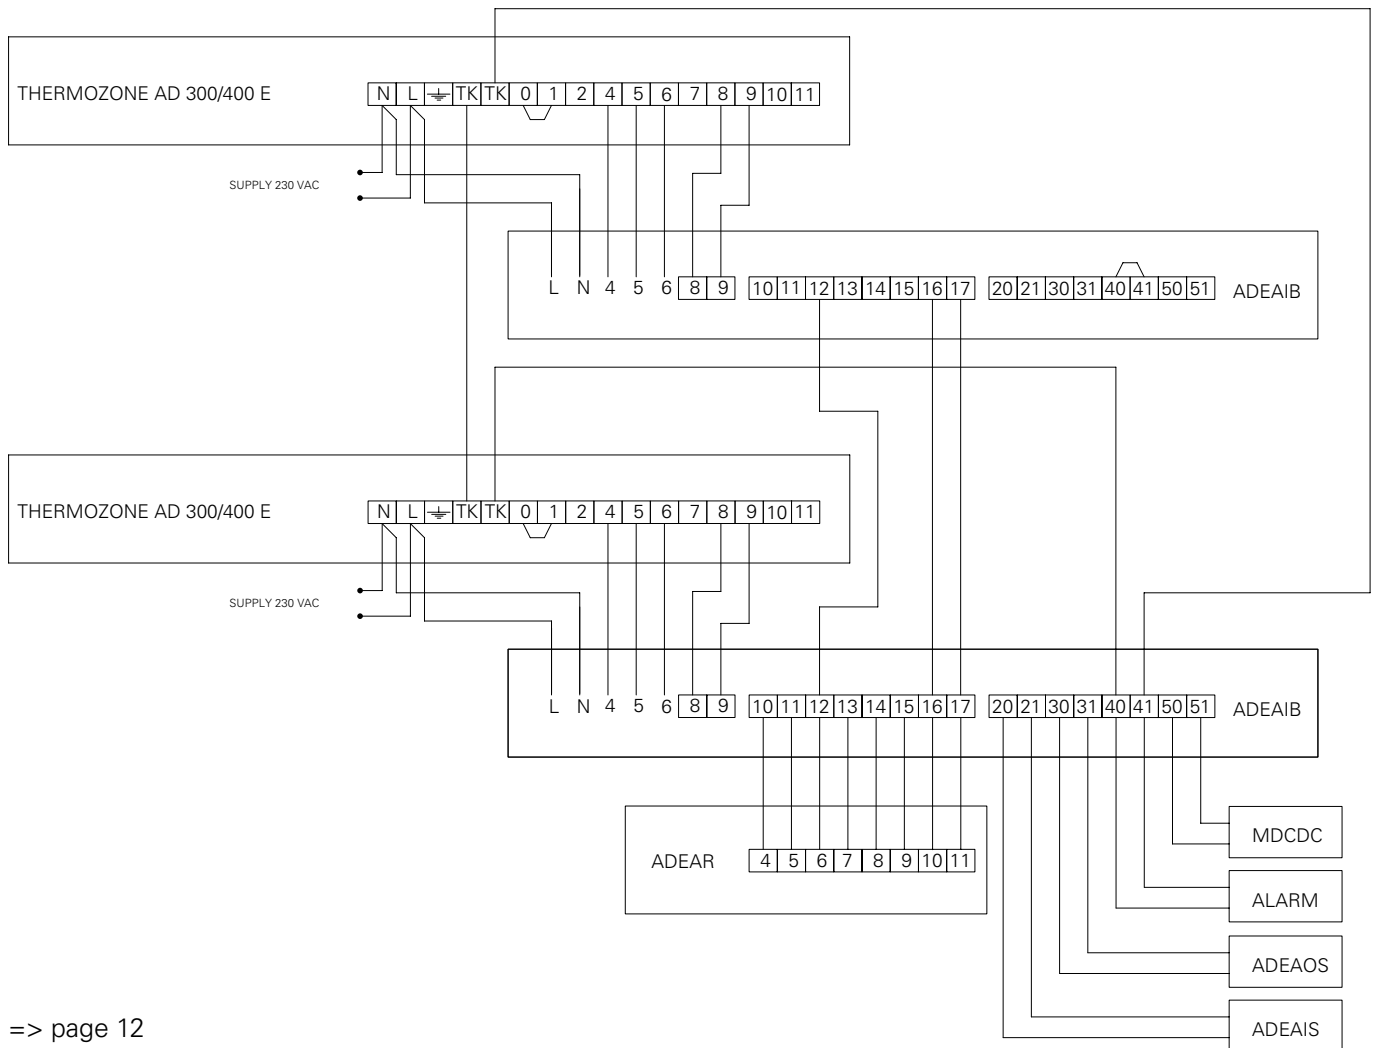 THERMOZONE AD 300/400 E
N L TK TK 0 1 2 4 5 6 7 8 9 10 11
SUPPLY 230 VAC
L N 4 5 6 8 9 10 11 12 13 14 15 16 17 20 21 30 31 40 41 50 51 ADEAIB
THERMOZONE AD 300/400 E
N L TK TK 0 1 2 4 5 6 7 8 9 10 11
SUPPLY 230 VAC
L N 4 5 6 8 9 10 11 12 13 14 15 16 17 20 21 30 31 40 41 50 51 ADEAIB
MDCDC
ADEAR 4 5 6 7 8 9 10 11
ALARM
ADEAOS
=> page 12
ADEAIS